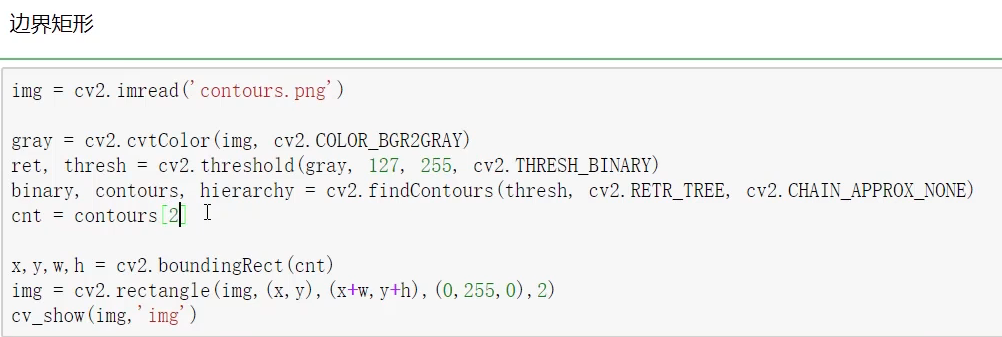 边界矩形
img = cv2.imread('contours.png')
gray = cv2.cvtColor(img, cv2.COLOR_BGR2GRAY)
ret, thresh = cv2.threshold(gray, 127, 255, cv2.THRESH_BINARY)
binary, contours, hierarchy = cv2.findContours(thresh, cv2.RETR_TREE, cv2.CHAIN_APPROX_NONE)
cnt = contours[2]
x,y,w,h = cv2.boundingRect(cnt)
img = cv2.rectangle(img,(x,y),(x+w,y+h),(0,255,0),2)
cv_show(img,'img')